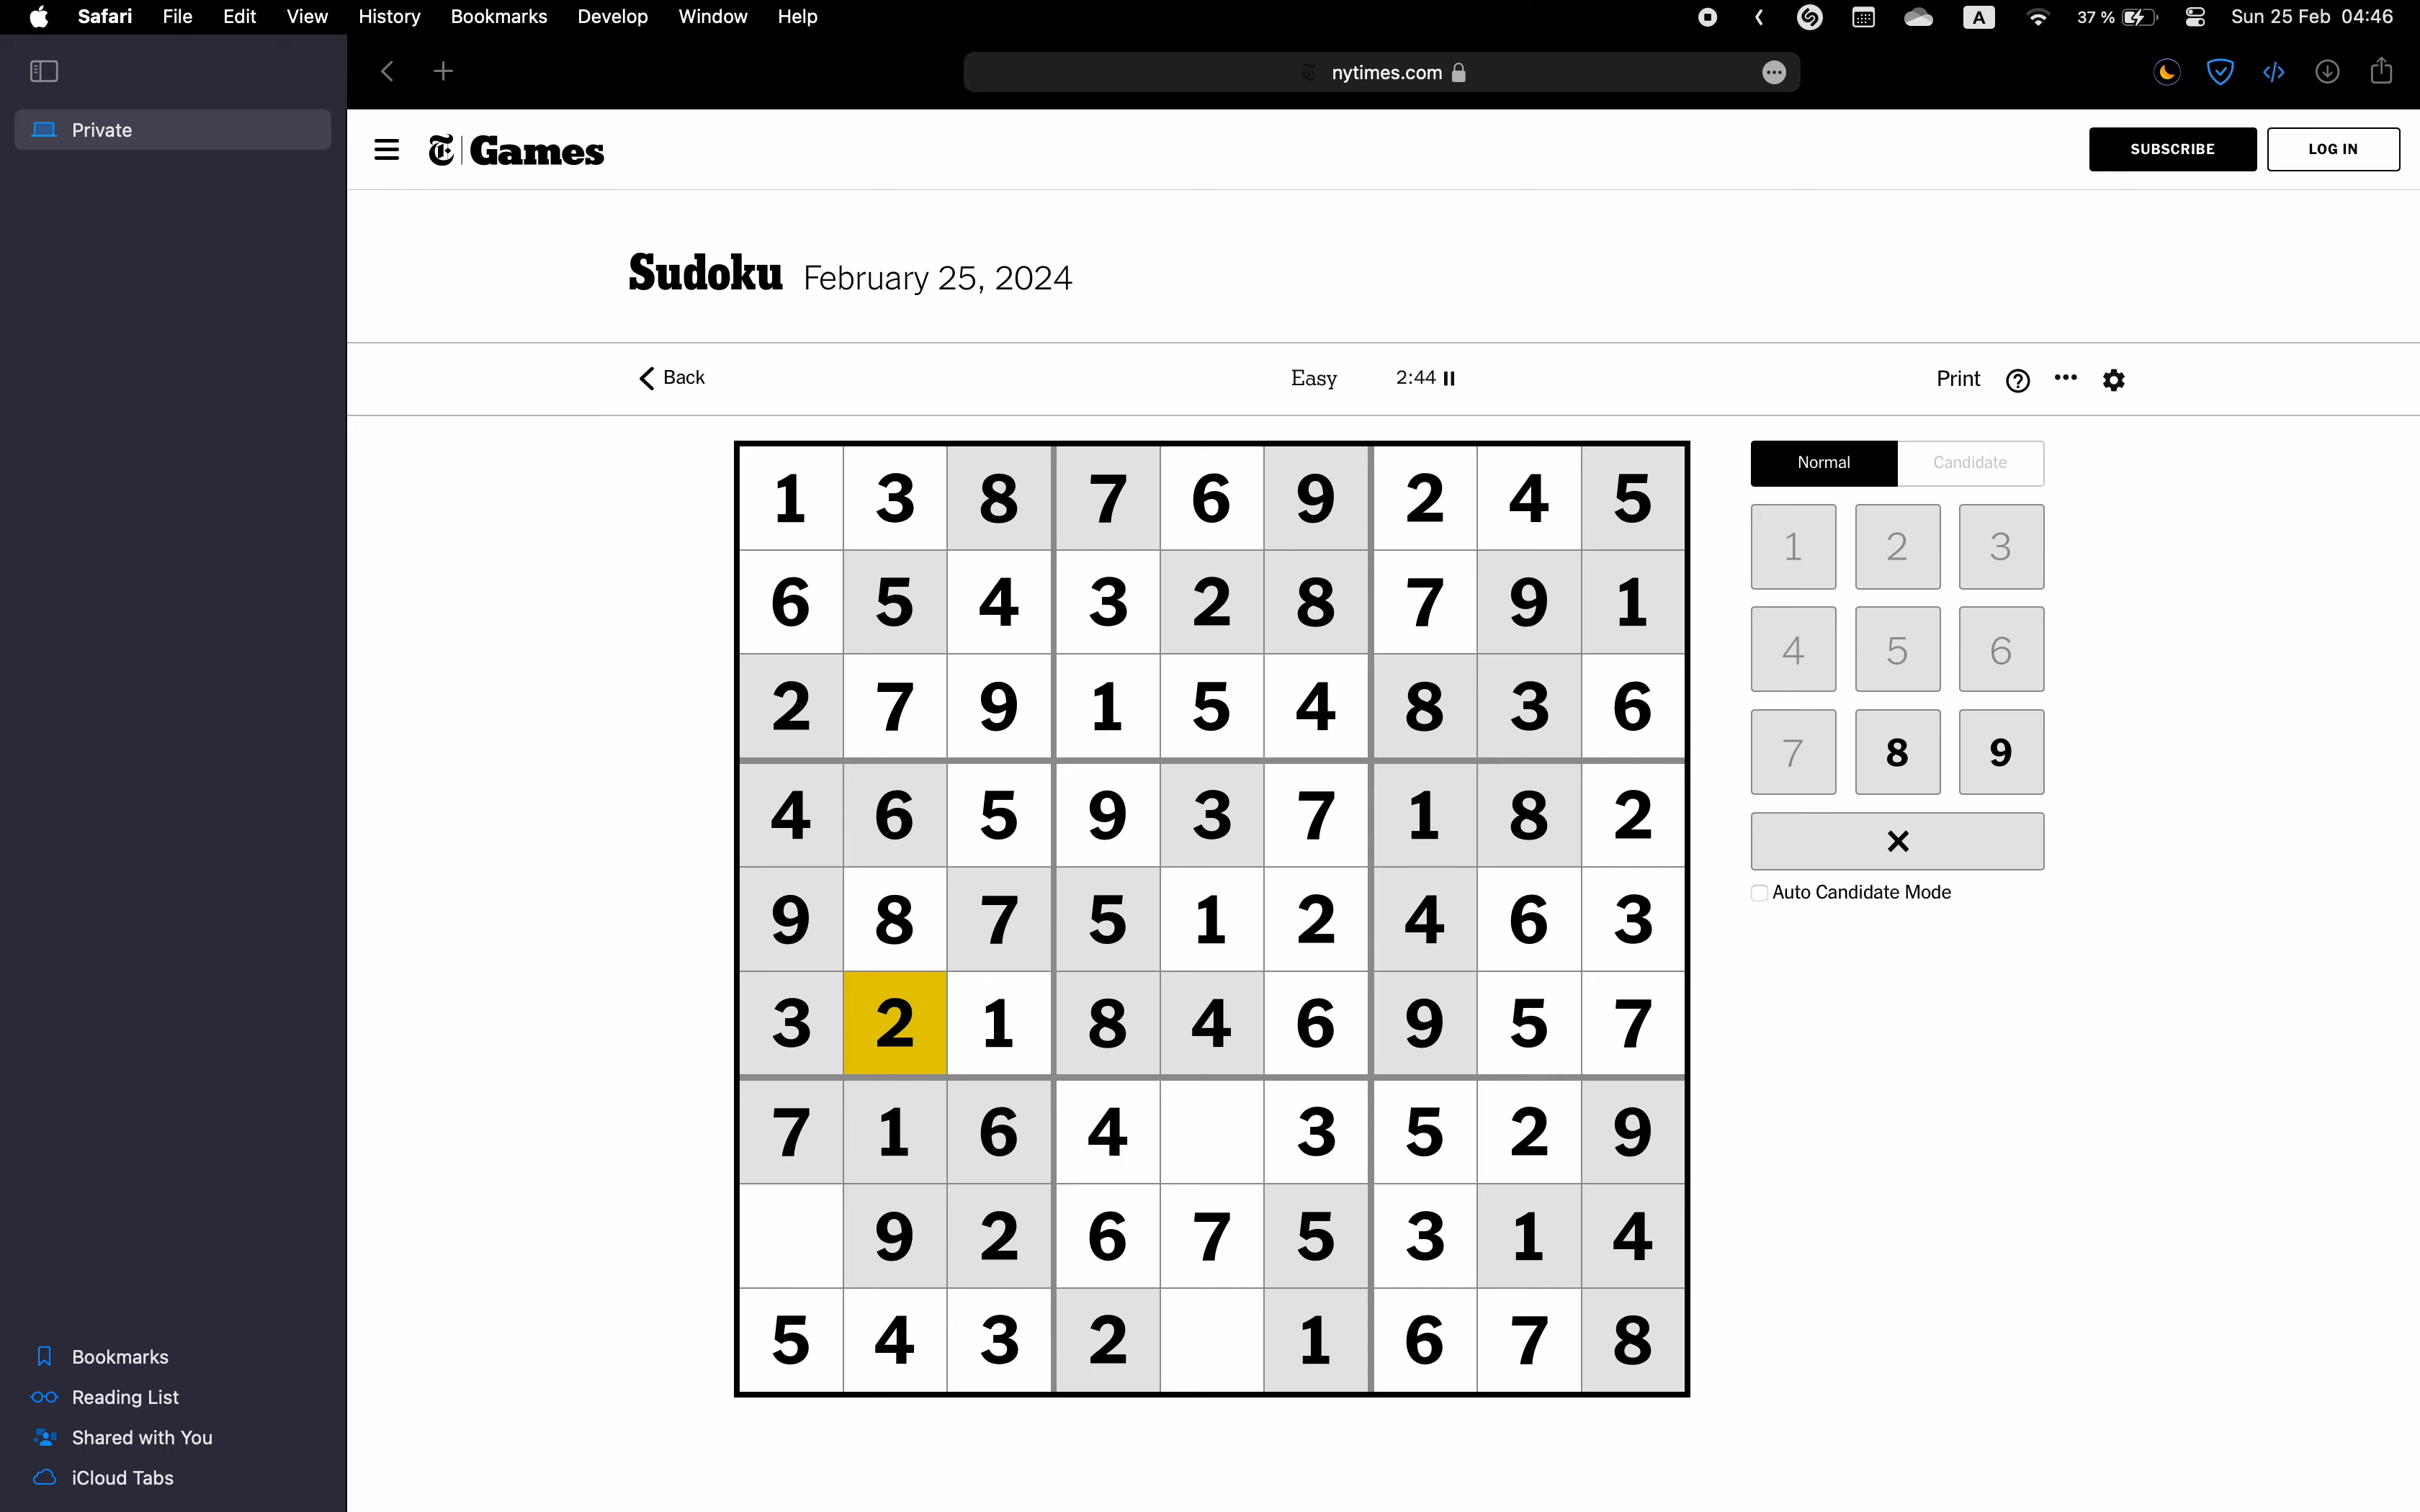 Safari File Edit View History Bookmarks Develop Window Help A 37 % Sun 25 Feb 04:46
nytimes.com
Private
Games
SUBSCRIBE LOG IN
Sudoku February 25, 2024
Back Easy 2:44 Print
1 3 8 7 6 9 2 4 5
6 5 4 3 2 8 7 9 1
2 7 9 1 5 4 8 3 6
4 6 5 9 3 7 1 8 2
9 8 7 5 1 2 4 6 3
3 2 1 8 4 6 9 5 7
7 1 6 4 3 5 2 9
9 2 6 7 5 3 1 4
5 4 3 2 1 6 7 8
Normal Candidate
1 2 3
4 5 6
7 8 9
Auto Candidate Mode
Bookmarks
Reading List
Shared with You
iCloud Tabs